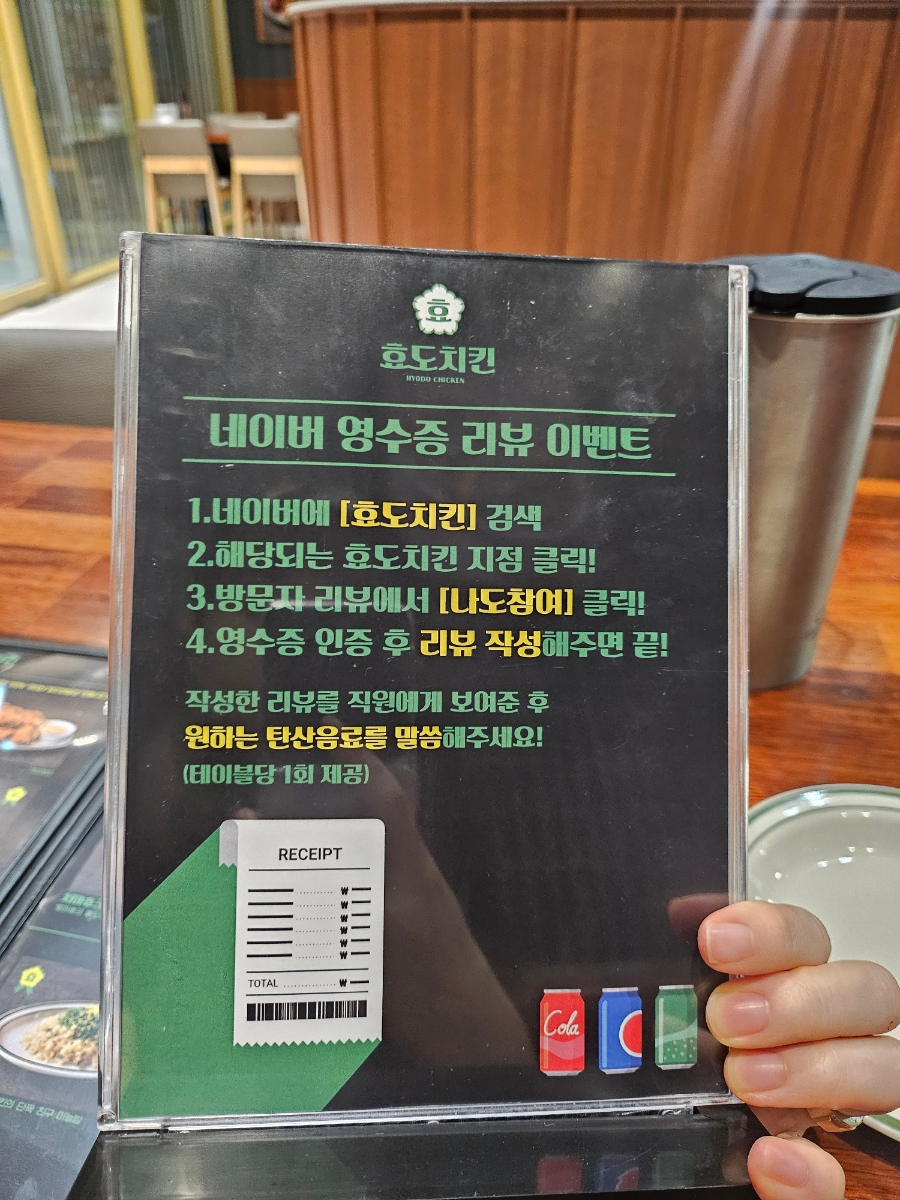 효
효도치킨
HYODO CHICKEN
네이버 영수증 리뷰 이벤트
1.네이버에 [효도치킨] 검색
2.해당되는 효도치킨 지점 클릭!
3.방문자 리뷰에서 [나도참여] 클릭!
4.영수증 인증 후 리뷰 작성해주면 끝!
작성한 리뷰를 직원에게 보여준 후
원하는 탄산음료를 말씀해주세요!
(테이블당 1회 제공)
RECEIPT
₩
₩
₩
₩
₩
₩
TOTAL ₩
Cola